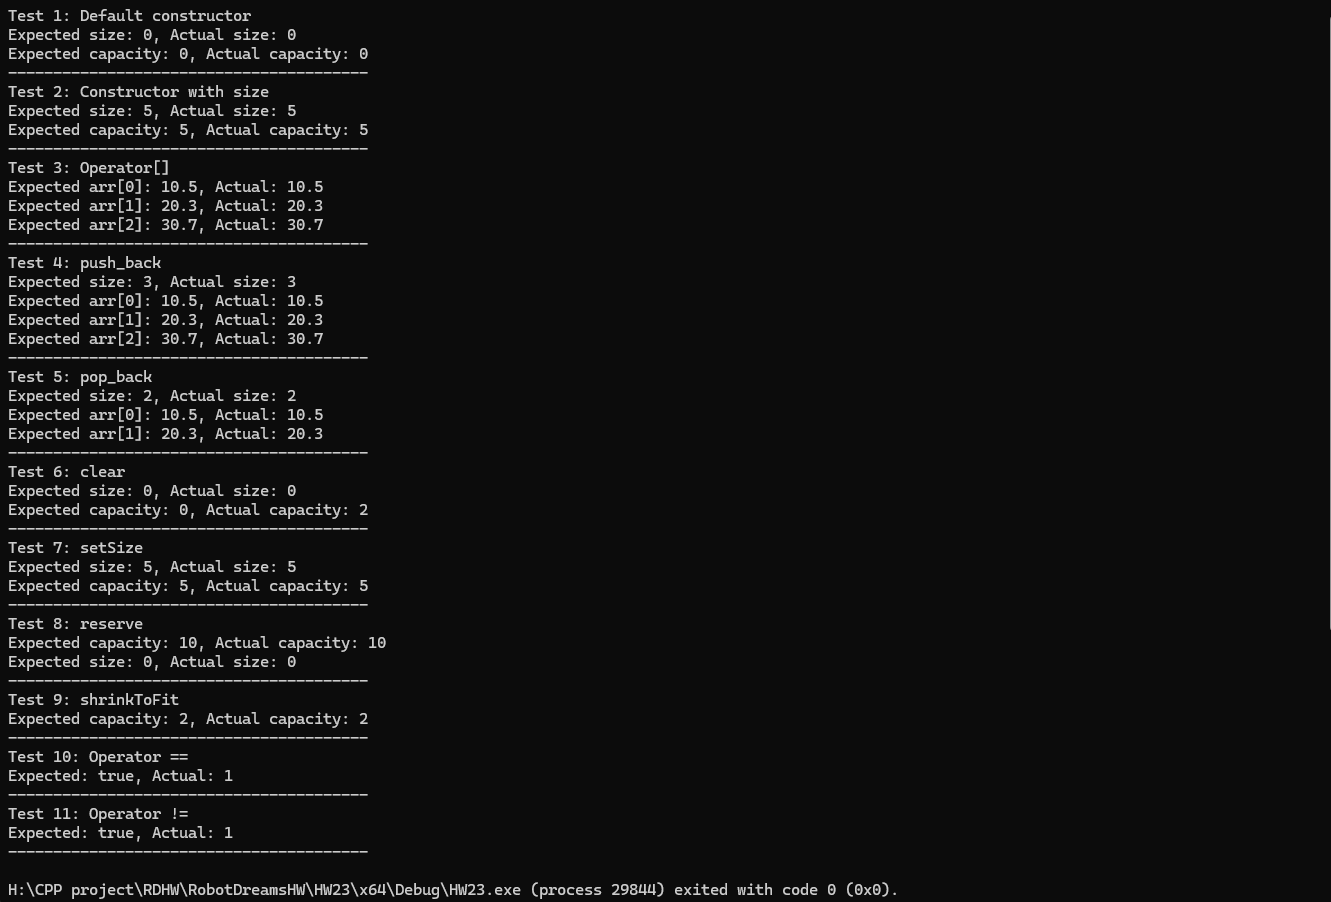 Test 1: Default constructor
Expected size: 0, Actual size: 0
Expected capacity: 0, Actual capacity: 0
----------------------------------------
Test 2: Constructor with size
Expected size: 5, Actual size: 5
Expected capacity: 5, Actual capacity: 5
----------------------------------------
Test 3: Operator[]
Expected arr[0]: 10.5, Actual: 10.5
Expected arr[1]: 20.3, Actual: 20.3
Expected arr[2]: 30.7, Actual: 30.7
----------------------------------------
Test 4: push_back
Expected size: 3, Actual size: 3
Expected arr[0]: 10.5, Actual: 10.5
Expected arr[1]: 20.3, Actual: 20.3
Expected arr[2]: 30.7, Actual: 30.7
----------------------------------------
Test 5: pop_back
Expected size: 2, Actual size: 2
Expected arr[0]: 10.5, Actual: 10.5
Expected arr[1]: 20.3, Actual: 20.3
----------------------------------------
Test 6: clear
Expected size: 0, Actual size: 0
Expected capacity: 0, Actual capacity: 2
----------------------------------------
Test 7: setSize
Expected size: 5, Actual size: 5
Expected capacity: 5, Actual capacity: 5
----------------------------------------
Test 8: reserve
Expected capacity: 10, Actual capacity: 10
Expected size: 0, Actual size: 0
----------------------------------------
Test 9: shrinkToFit
Expected capacity: 2, Actual capacity: 2
----------------------------------------
Test 10: Operator ==
Expected: true, Actual: 1
----------------------------------------
Test 11: Operator !=
Expected: true, Actual: 1
----------------------------------------
H:\CPP project\RDHW\RobotDreamsHW\HW23\x64\Debug\HW23.exe (process 29844) exited with code 0 (0x0).